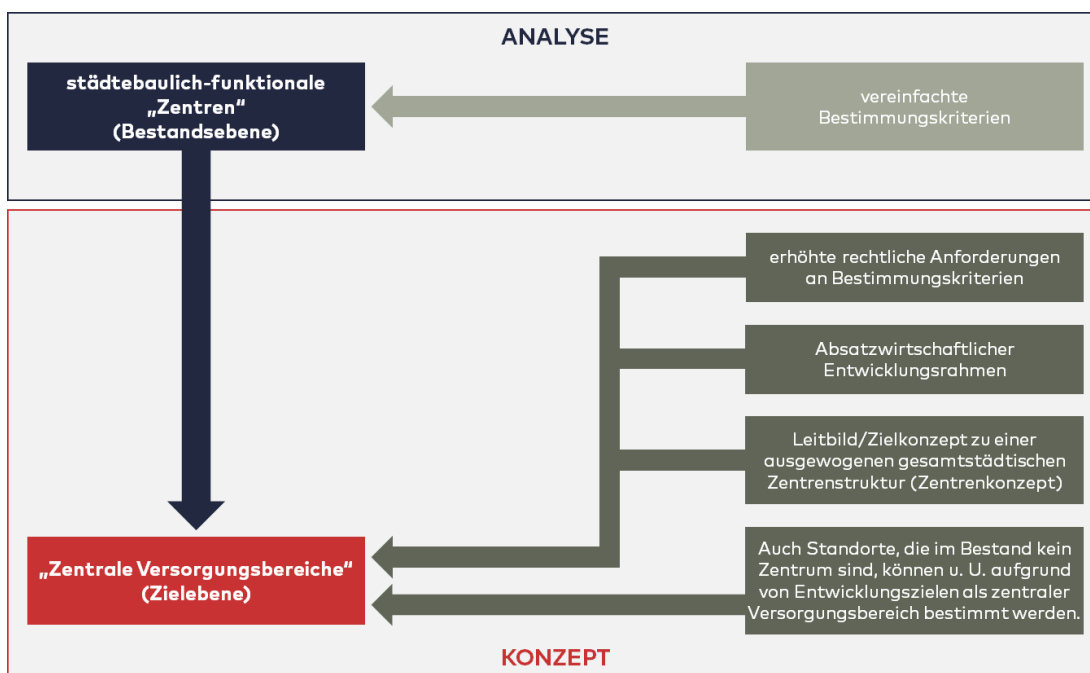 ANALYSE
städtebaulich-funktionale
„Zentren“
(Bestandsebene)
vereinfachte
Bestimmungskriterien
erhöhte rechtliche Anforderungen
an Bestimmungskriterien
Absatzwirtschaftlicher
Entwicklungsrahmen
Leitbild/Zielkonzept zu einer
ausgewogenen gesamtstädtischen
Zentrenstruktur (Zentrenkonzept)
„Zentrale Versorgungsbereiche“
(Zielebene)
Auch Standorte, die im Bestand kein
Zentrum sind, können u. U. aufgrund
von Entwicklungszielen als zentraler
Versorgungsbereich bestimmt werden.
KONZEPT